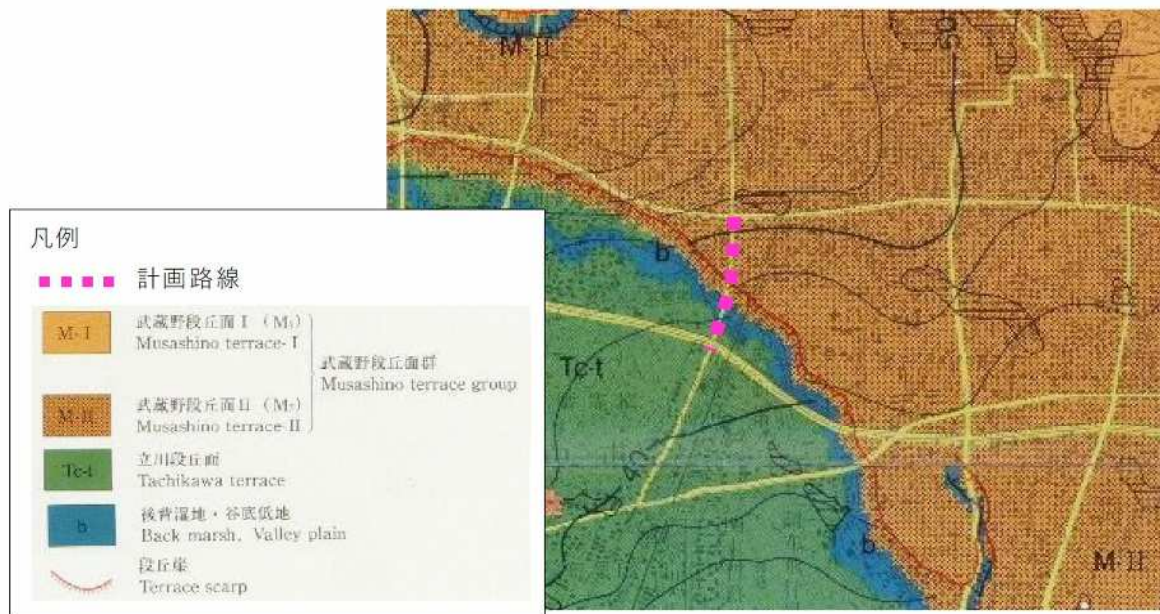 M-II
50
b
Tc-t
40
b
M-II
凡例
計画路線
M-I
武蔵野段丘面I（M₁）
Musashino terrace-I
武蔵野段丘面群
Musashino terrace group
M-II
武蔵野段丘面II（M₂）
Musashino terrace-II
Tc-t
立川段丘面
Tachikawa terrace
b
後背湿地・谷底低地
Back marsh, Valley plain
段丘崖
Terrace scarp